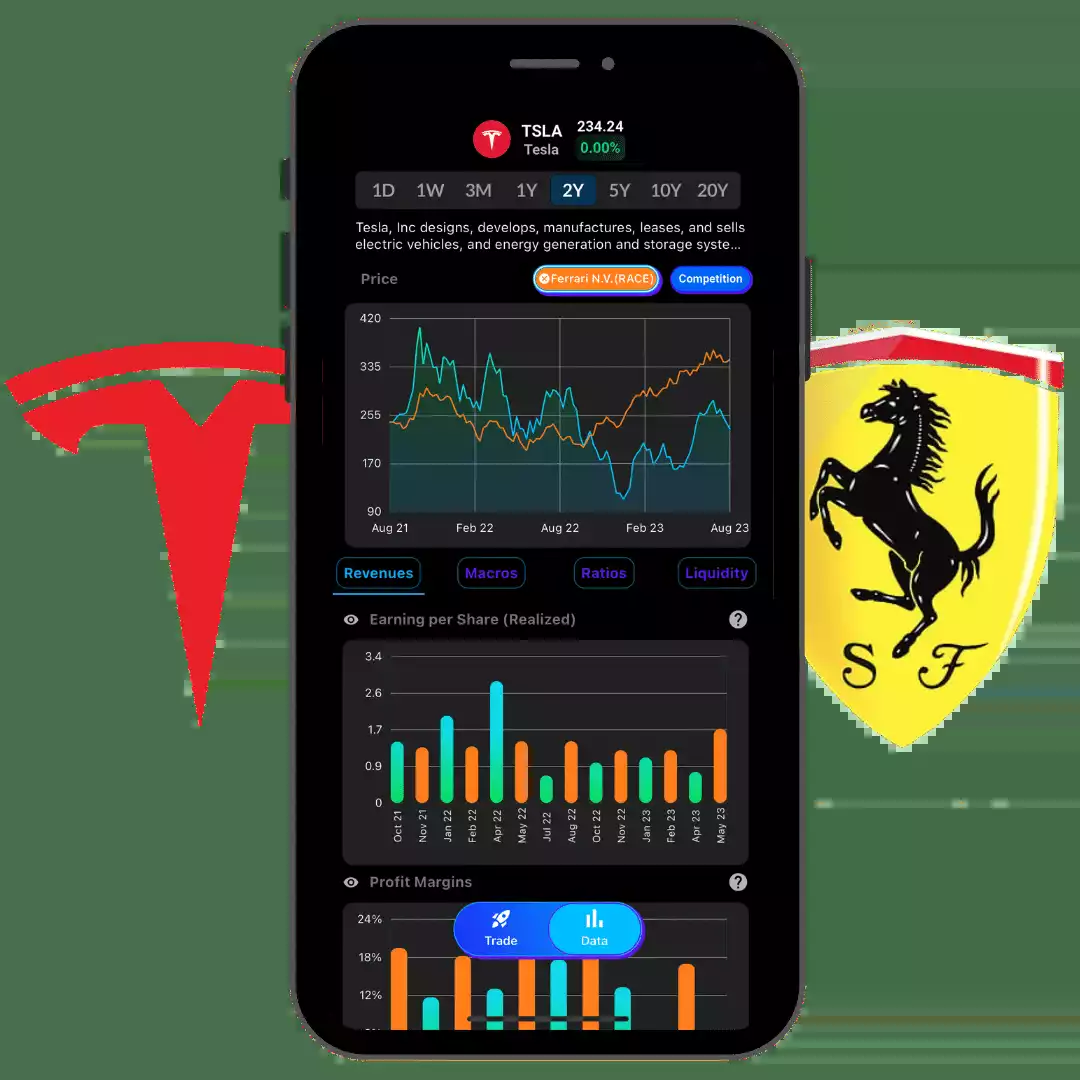 TSLA 234.24
Tesla 0.00%
1D 1W 3M 1Y 2Y 5Y 10Y 20Y
Tesla, Inc designs, develops, manufactures, leases, and sells
electric vehicles, and energy generation and storage syste...
Price Ferrari N.V.(RACE) Competition
420
335
255
170
90
Aug 21 Feb 22 Aug 22 Feb 23 Aug 23
Revenues Macros Ratios Liquidity
Earning per Share (Realized) ?
3.4
2.6
1.7
0.9
0
Oct 21 Nov 21 Jan 22 Feb 22 Apr 22 May 22 Jul 22 Aug 22 Oct 22 Nov 22 Jan 23 Feb 23 Apr 23 May 23
Profit Margins ?
24%
18%
12%
Trade Data
S F